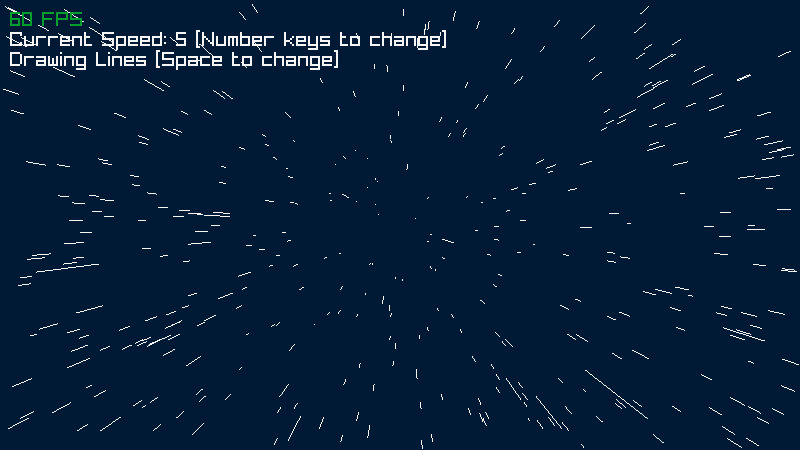 60 FPS
Current Speed: 5 [Number keys to change]
Drawing Lines [Space to change]